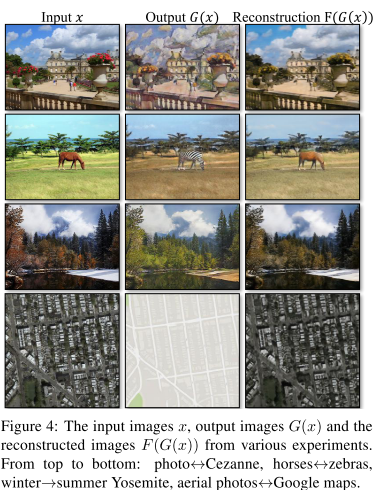 Input x Output G(x) Reconstruction F(G(x))
Figure 4: The input images x, output images G(x) and the
reconstructed images F(G(x)) from various experiments.
From top to bottom: photo↔Cezanne, horses↔zebras,
winter→summer Yosemite, aerial photos↔Google maps.